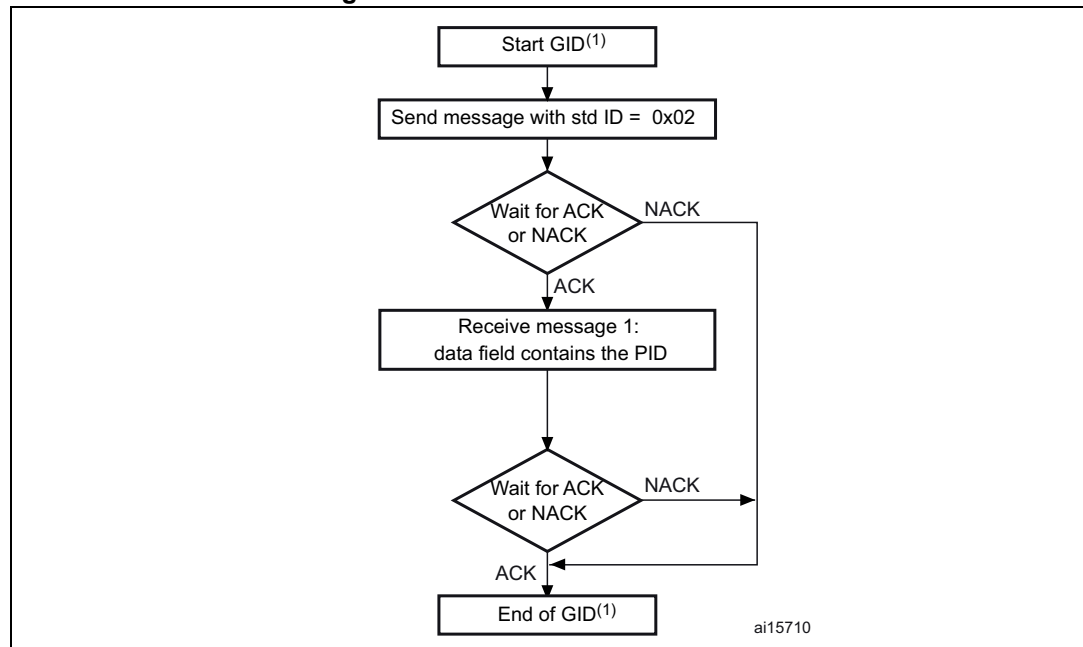 Start GID(1)
Send message with std ID = 0x02
Wait for ACK
or NACK
NACK
ACK
Receive message 1:
data field contains the PID
Wait for ACK
or NACK
NACK
ACK
End of GID(1)
ai15710